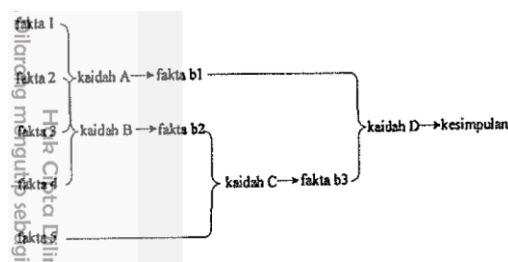 fakta 1
fakta 2 kaidah A fakta b1
fakta 3 kaidah B fakta b2 kaidah D kesimpulan
fakta 4 kaidah C fakta b3
fakta 5
Hak Cipta Dilin
Dilarang mengutip sebagi